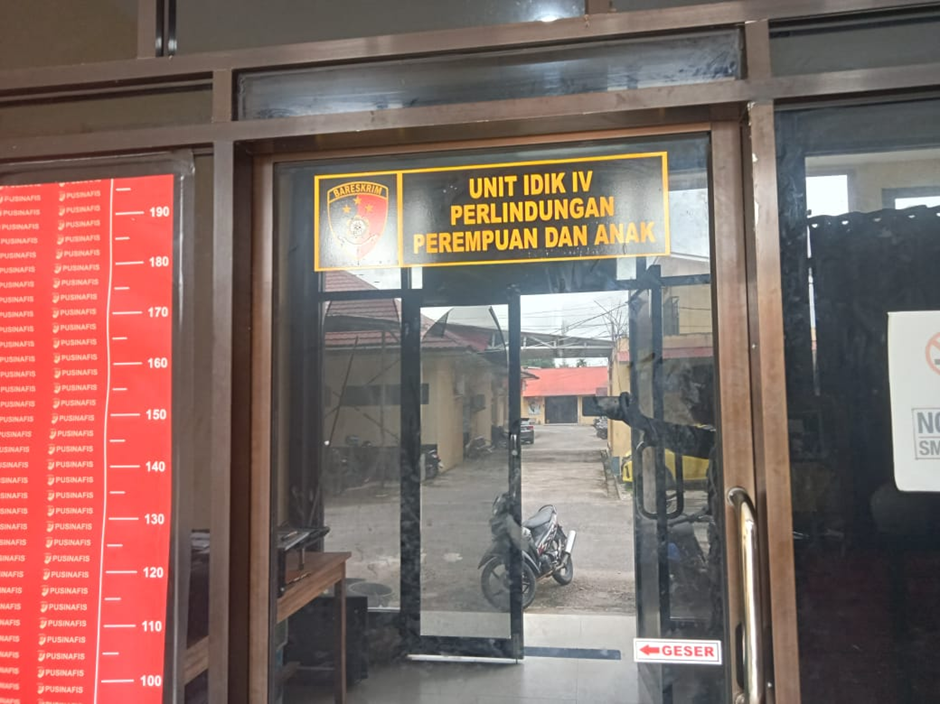 BARESKRIM
UNIT IDIK IV
PERLINDUNGAN
PEREMPUAN DAN ANAK
PUSINAFIS
190
180
170
160
150
140
130
120
110
100
GESER
NO
SM